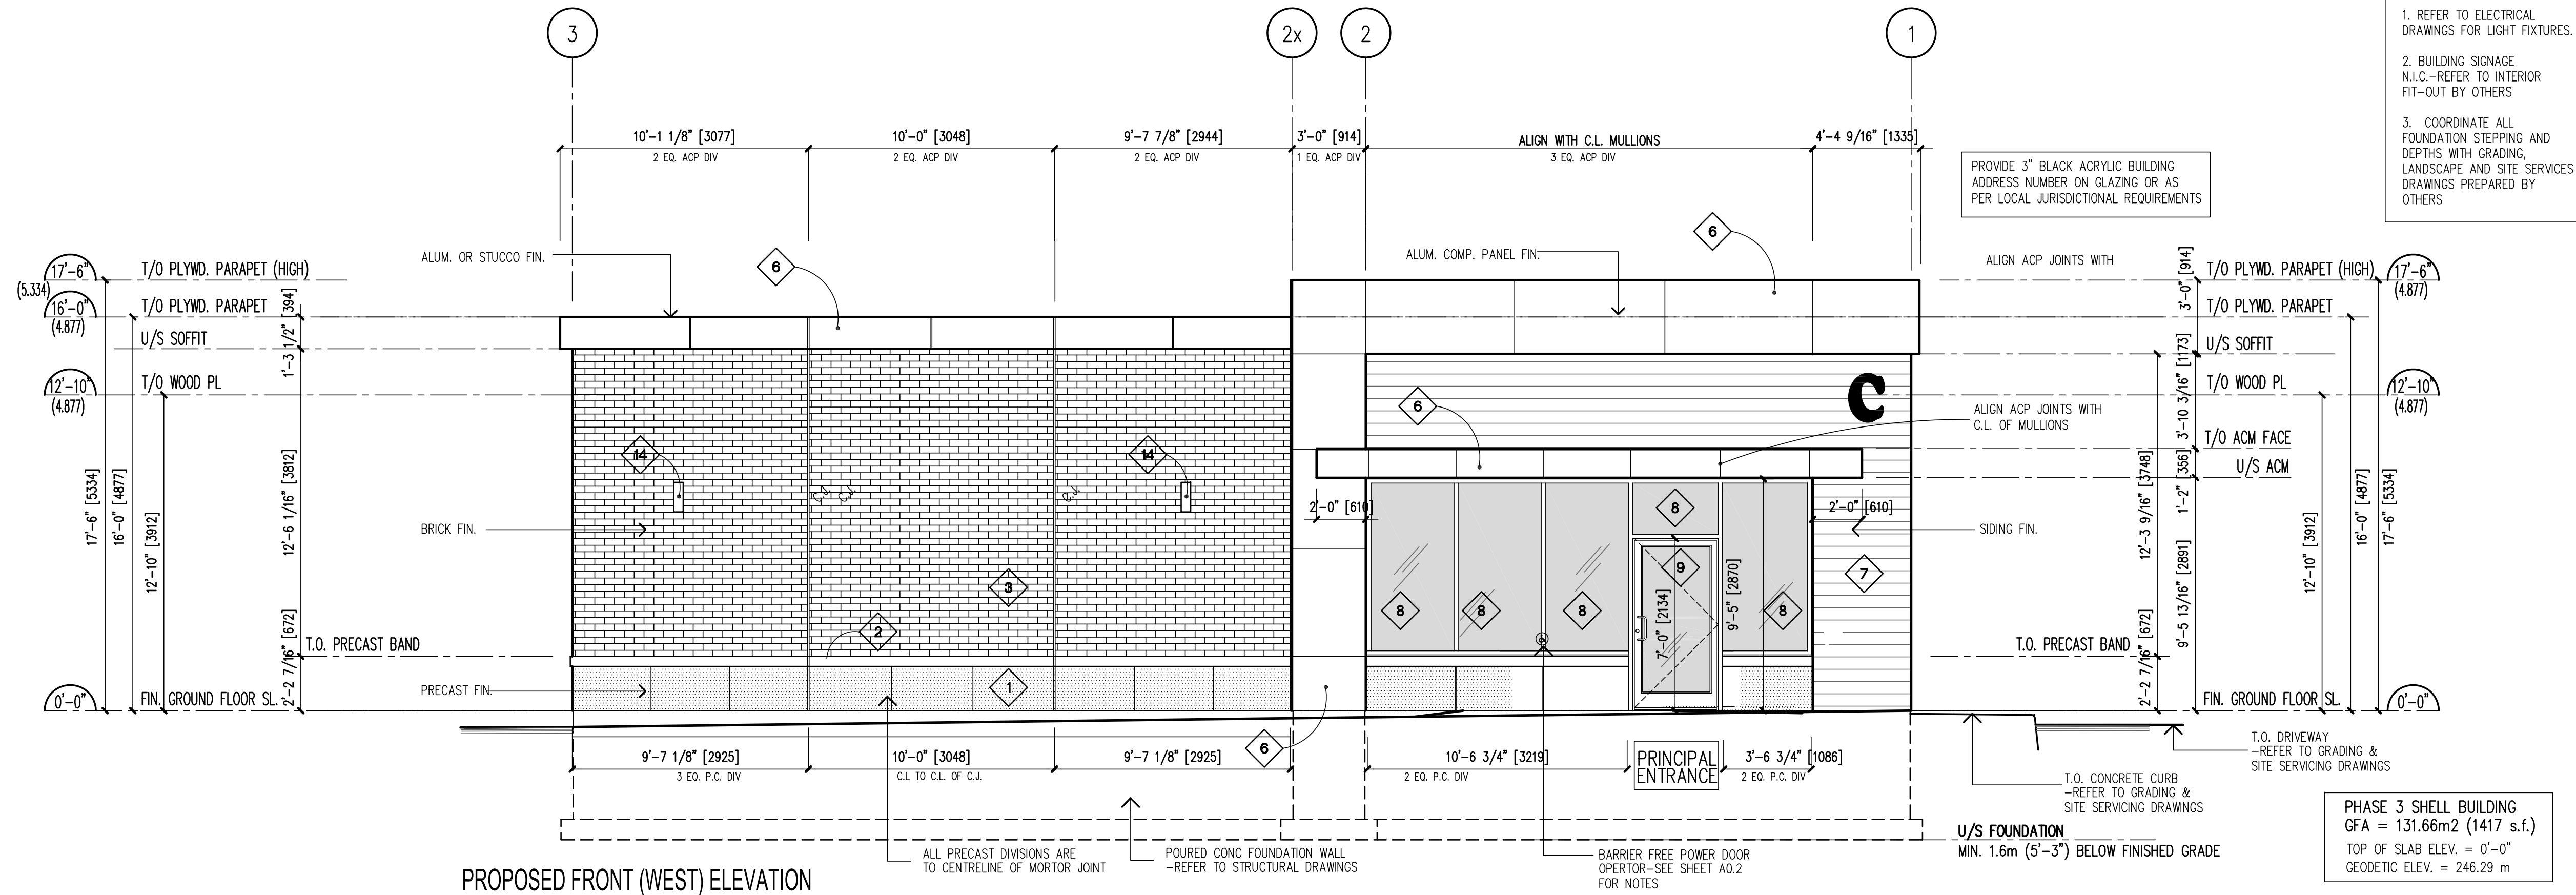 3
2x
2
1
1. REFER TO ELECTRICAL
DRAWINGS FOR LIGHT FIXTURES.
2. BUILDING SIGNAGE
N.I.C.-REFER TO INTERIOR
FIT-OUT BY OTHERS
3. COORDINATE ALL
FOUNDATION STEPPING AND
DEPTHS WITH GRADING,
LANDSCAPE AND SITE SERVICES
DRAWINGS PREPARED BY
OTHERS
10'-1 1/8" [3077]
2 EQ. ACP DIV
10'-0" [3048]
2 EQ. ACP DIV
9'-7 7/8" [2944]
2 EQ. ACP DIV
3'-0" [914]
1 EQ. ACP DIV
ALIGN WITH C.L. MULLIONS
3 EQ. ACP DIV
4'-4 9/16" [1335]
PROVIDE 3" BLACK ACRYLIC BUILDING
ADDRESS NUMBER ON GLAZING OR AS
PER LOCAL JURISDICTIONAL REQUIREMENTS
ALUM. OR STUCCO FIN.
6
ALUM. COMP. PANEL FIN.
6
ALIGN ACP JOINTS WITH
17'-6"
(5.334)
T/O PLYWD. PARAPET (HIGH)
16'-0"
(4.877)
T/O PLYWD. PARAPET
U/S SOFFIT
12'-10"
(4.877)
T/O WOOD PL
1'-3 1/2" [394]
12'-6 1/16" [3812]
2'-2 7/16" [672]
17'-6" [5334]
16'-0" [4877]
12'-10" [3912]
T.O. PRECAST BAND
0'-0"
FIN. GROUND FLOOR SL.
BRICK FIN.
PRECAST FIN.
14
14
C.J.
C.J.
C.J.
3
2
1
6
C
6
ALIGN ACP JOINTS WITH
C.L. OF MULLIONS
2'-0" [610]
2'-0" [610]
SIDING FIN.
7
8
9
8
8
8
8
7'-0" [2134]
9'-5" [2870]
3'-0" [914]
T/O PLYWD. PARAPET (HIGH)
17'-6"
(4.877)
T/O PLYWD. PARAPET
U/S SOFFIT
T/O WOOD PL
12'-10"
(4.877)
T/O ACM FACE
U/S ACM
3'-10 3/16" [1173]
1'-2" [356]
9'-5 13/16" [2891]
12'-3 9/16" [3748]
2'-2 7/16" [672]
12'-10" [3912]
16'-0" [4877]
17'-6" [5334]
T.O. PRECAST BAND
FIN. GROUND FLOOR SL.
0'-0"
9'-7 1/8" [2925]
3 EQ. P.C. DIV
10'-0" [3048]
C.L TO C.L. OF C.J.
9'-7 1/8" [2925]
10'-6 3/4" [3219]
2 EQ. P.C. DIV
PRINCIPAL
ENTRANCE
3'-6 3/4" [1086]
2 EQ. P.C. DIV
T.O. DRIVEWAY
-REFER TO GRADING &
SITE SERVICING DRAWINGS
T.O. CONCRETE CURB
-REFER TO GRADING &
SITE SERVICING DRAWINGS
ALL PRECAST DIVISIONS ARE
TO CENTRELINE OF MORTOR JOINT
POURED CONC FOUNDATION WALL
-REFER TO STRUCTURAL DRAWINGS
BARRIER FREE POWER DOOR
OPERTOR-SEE SHEET A0.2
FOR NOTES
U/S FOUNDATION
MIN. 1.6m (5'-3") BELOW FINISHED GRADE
PHASE 3 SHELL BUILDING
GFA = 131.66m2 (1417 s.f.)
TOP OF SLAB ELEV. = 0'-0"
GEODETIC ELEV. = 246.29 m
PROPOSED FRONT (WEST) ELEVATION